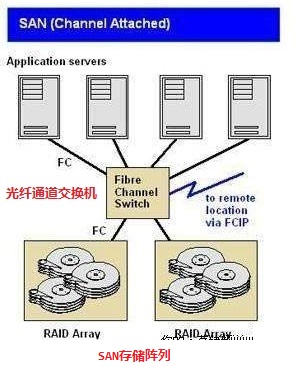 SAN (Channel Attached)
Application servers
FC
光纤通道交换机
Fibre
Channel
Switch
to remote
location
via FCIP
FC
RAID Array
RAID Array
SAN存储阵列